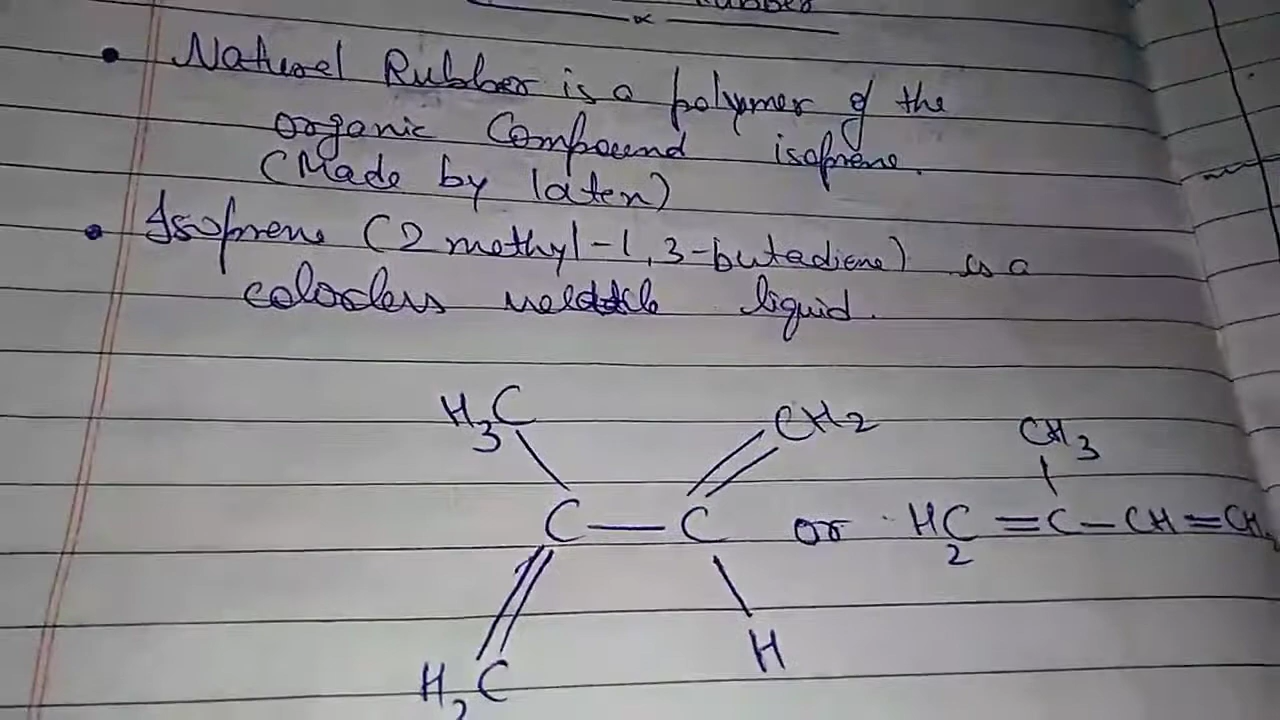 Rubber
• Natural Rubber is a polymer of the
organic Compound isoprene.
(Made by laten)
• Isoprene (2 methyl-1,3-butadiene) is a
colorless liquid.
H3C CH2
CH3
C — C or H2C = C – CH = CH2
H
H2C